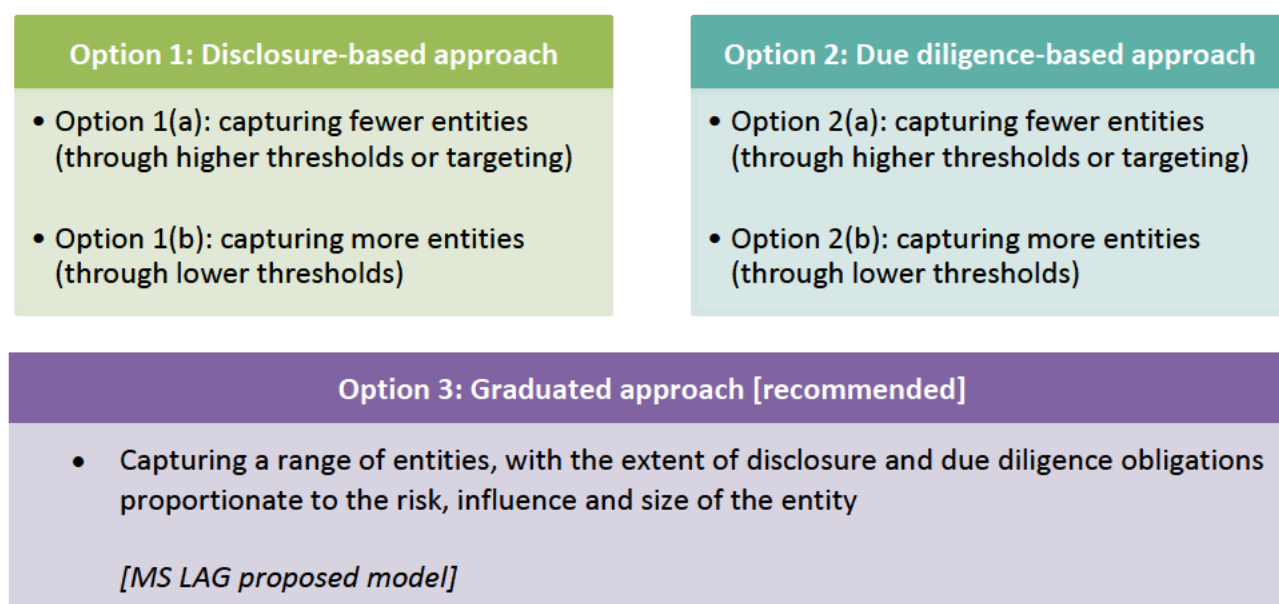 Option 1: Disclosure-based approach
• Option 1(a): capturing fewer entities
(through higher thresholds or targeting)
• Option 1(b): capturing more entities
(through lower thresholds)
Option 2: Due diligence-based approach
• Option 2(a): capturing fewer entities
(through higher thresholds or targeting)
• Option 2(b): capturing more entities
(through lower thresholds)
Option 3: Graduated approach [recommended]
• Capturing a range of entities, with the extent of disclosure and due diligence obligations
proportionate to the risk, influence and size of the entity
[MS LAG proposed model]